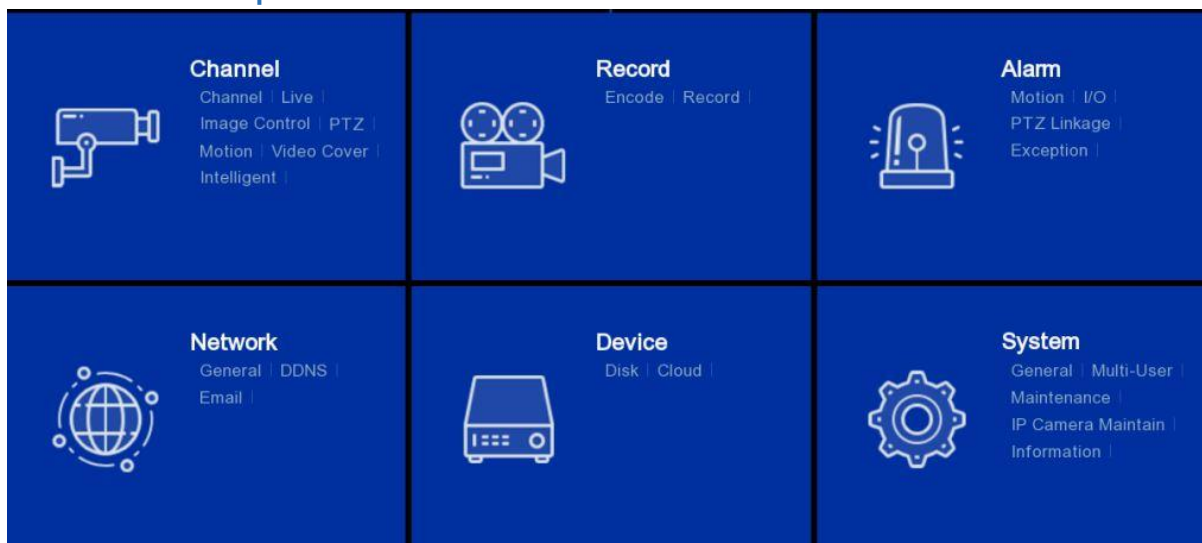 Channel
Channel | Live |
Image Control | PTZ |
Motion | Video Cover |
Intelligent |
Record
Encode | Record |
Alarm
Motion | I/O |
PTZ Linkage |
Exception |
Network
General | DDNS |
Email |
Device
Disk | Cloud |
System
General | Multi-User |
Maintenance |
IP Camera Maintain |
Information |